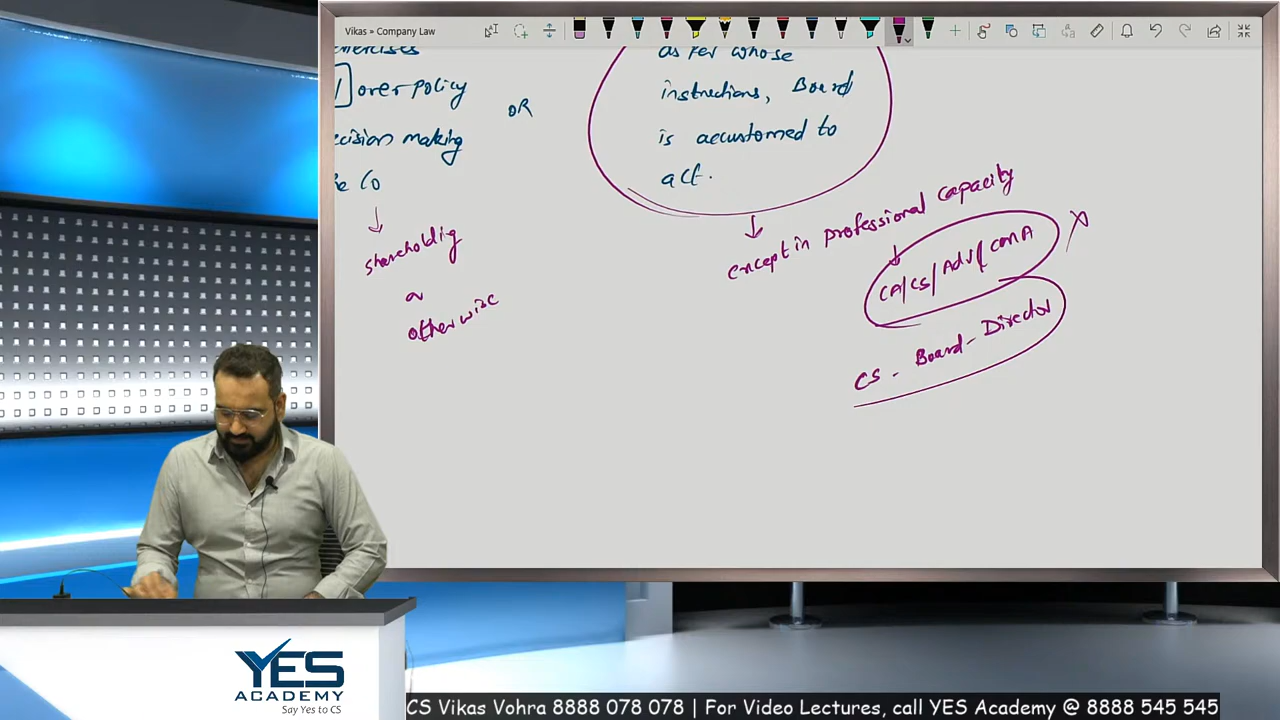 Vikas » Company Law
exercises
over policy
decision making
Co
↓
shareholding
or
otherwise
OR
as per whose
instructions, Board
is accustomed to
act.
↓
except in professional capacity
↓
CA/CS/Adv/CMA X
CS - Board - Director
YES
ACADEMY
Say Yes to CS
CS Vikas Vohra 8888 078 078 | For Video Lectures, call YES Academy @ 8888 545 545